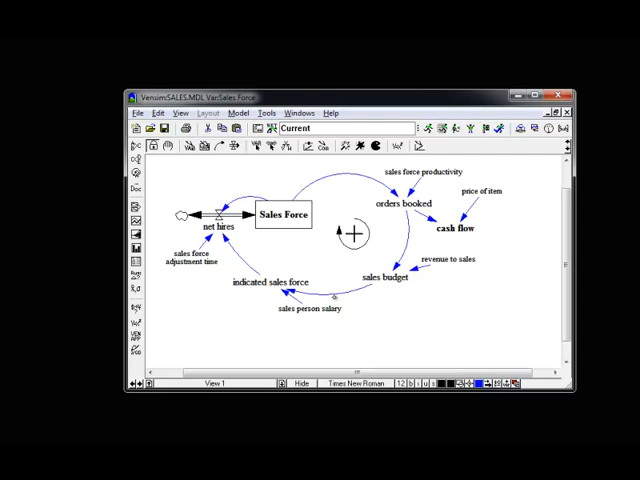 Vensim:SALES.MDL Var:Sales Force
File Edit View Layout Model Tools Windows Help
Current
sales force productivity
price of item
orders booked
Sales Force
cash flow
net hires
sales force
adjustment time
revenue to sales
sales budget
indicated sales force
sales person salary
View 1 Hide Times New Roman 12 b i u s